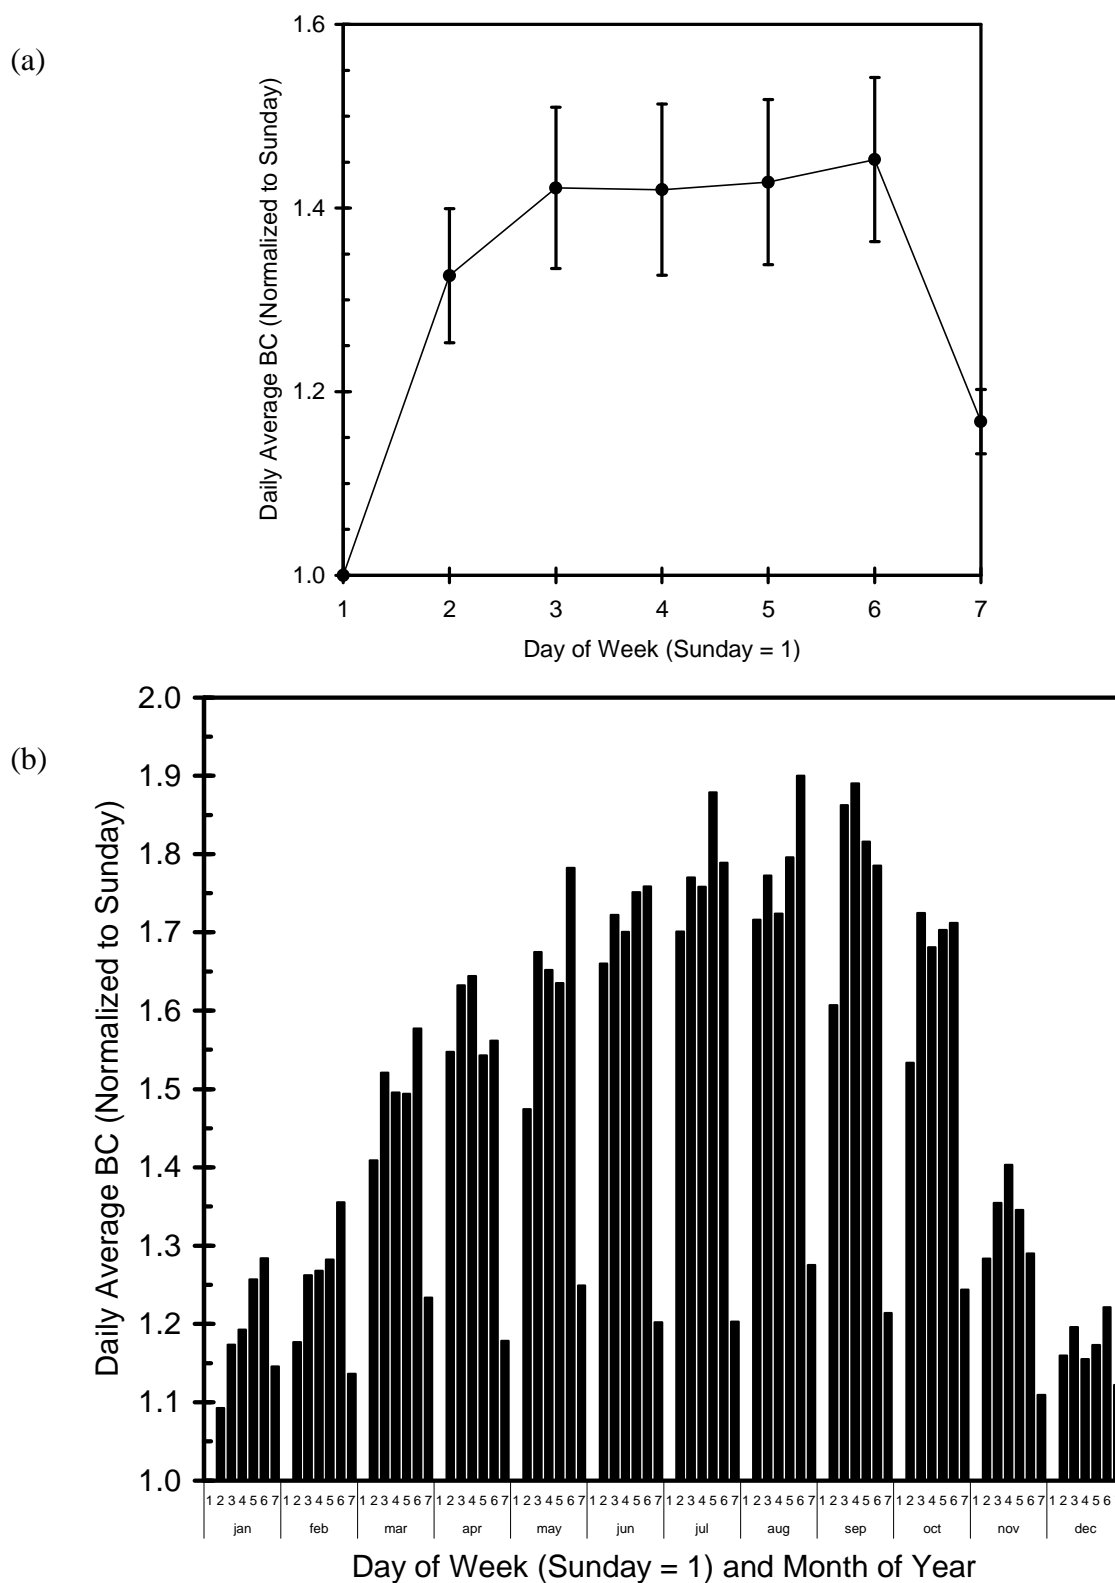 (a)
Daily Average BC (Normalized to Sunday)
1.6
1.4
1.2
1.0
1 2 3 4 5 6 7
Day of Week (Sunday = 1)
(b)
Daily Average BC (Normalized to Sunday)
2.0
1.9
1.8
1.7
1.6
1.5
1.4
1.3
1.2
1.1
1.0
1 2 3 4 5 6 7 1 2 3 4 5 6 7 1 2 3 4 5 6 7 1 2 3 4 5 6 7 1 2 3 4 5 6 7 1 2 3 4 5 6 7 1 2 3 4 5 6 7 1 2 3 4 5 6 7 1 2 3 4 5 6 7 1 2 3 4 5 6 7 1 2 3 4 5 6 7 1 2 3 4 5 6
jan feb mar apr may jun jul aug sep oct nov dec
Day of Week (Sunday = 1) and Month of Year